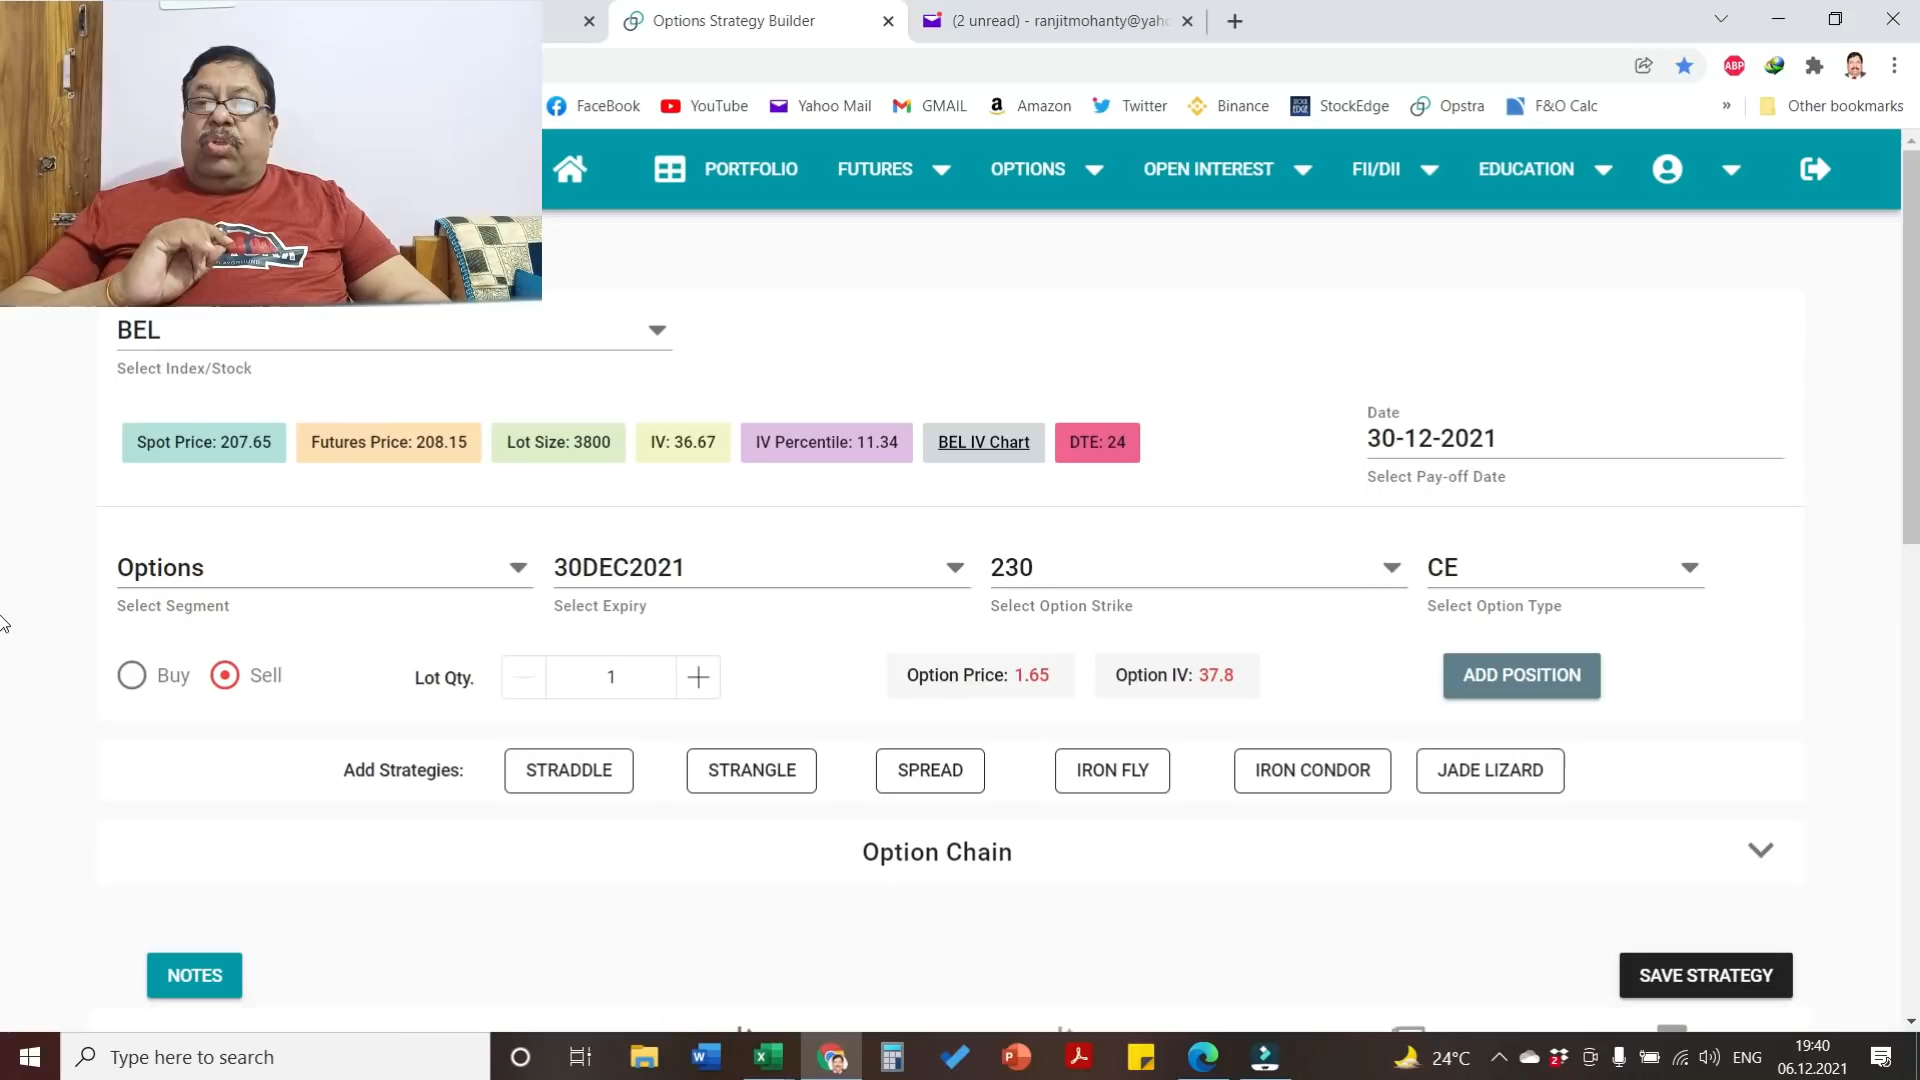 Options Strategy Builder
(2 unread) - ranjitmohanty@yaho
ABP
FaceBook YouTube Yahoo Mail GMAIL Amazon Twitter Binance StockEdge Opstra F&O Calc » Other bookmarks
PORTFOLIO FUTURES OPTIONS OPEN INTEREST FII/DII EDUCATION
BEL
Select Index/Stock
Date
30-12-2021
Select Pay-off Date
Spot Price: 207.65 Futures Price: 208.15 Lot Size: 3800 IV: 36.67 IV Percentile: 11.34 BEL IV Chart DTE: 24
Options 30DEC2021 230 CE
Select Segment Select Expiry Select Option Strike Select Option Type
Buy Sell Lot Qty. 1 Option Price: 1.65 Option IV: 37.8 ADD POSITION
Add Strategies: STRADDLE STRANGLE SPREAD IRON FLY IRON CONDOR JADE LIZARD
Option Chain
NOTES SAVE STRATEGY
Type here to search 24°C ENG 19:40
06.12.2021